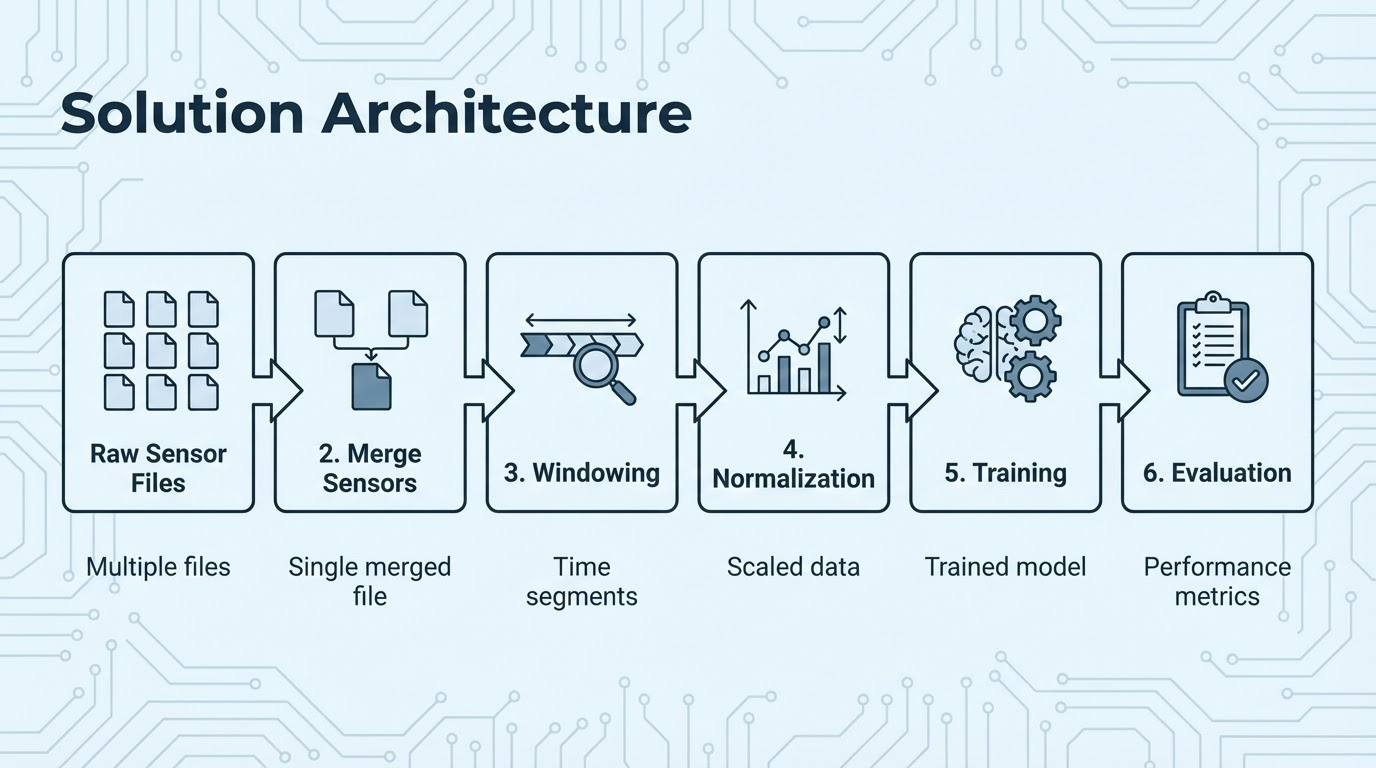 Solution Architecture
Raw Sensor
Files
2. Merge
Sensors
3. Windowing
4.
Normalization
5. Training
6. Evaluation
Multiple files
Single merged
file
Time
segments
Scaled data
Trained model
Performance
metrics